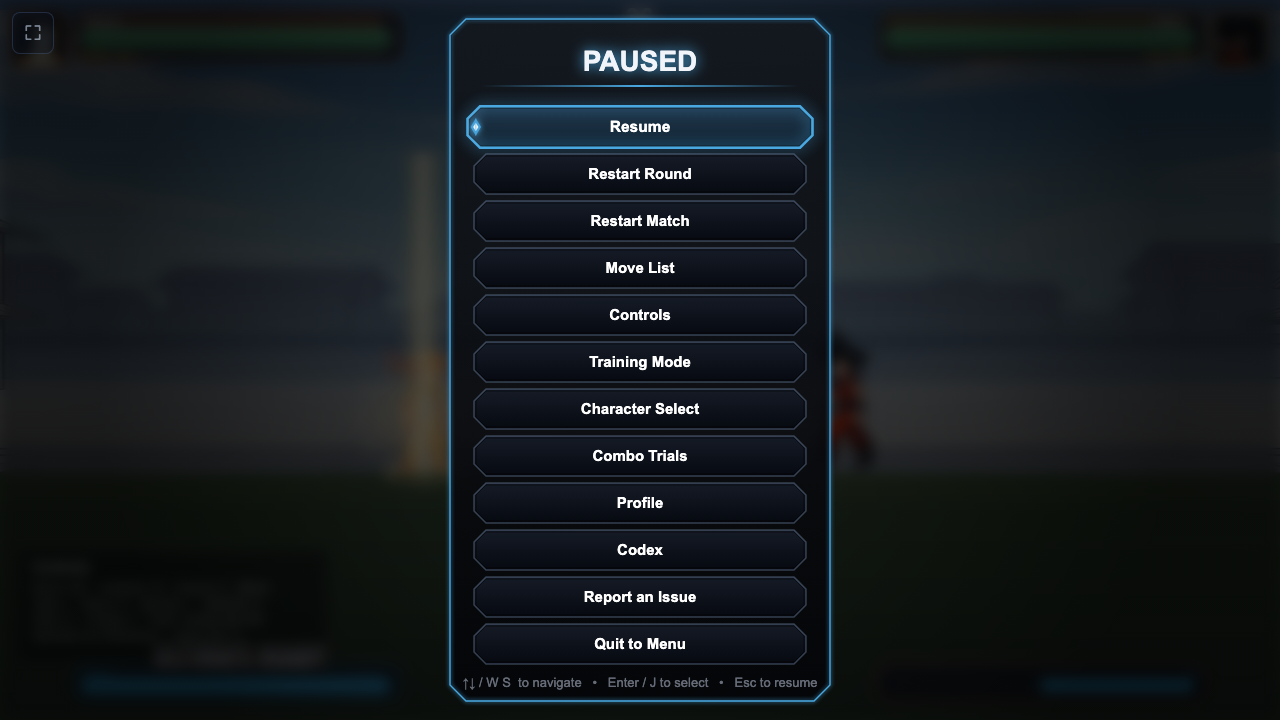 PAUSED
Resume
Restart Round
Restart Match
Move List
Controls
Training Mode
Character Select
Combo Trials
Profile
Codex
Report an Issue
Quit to Menu
↑↓ / W S to navigate • Enter / J to select • Esc to resume